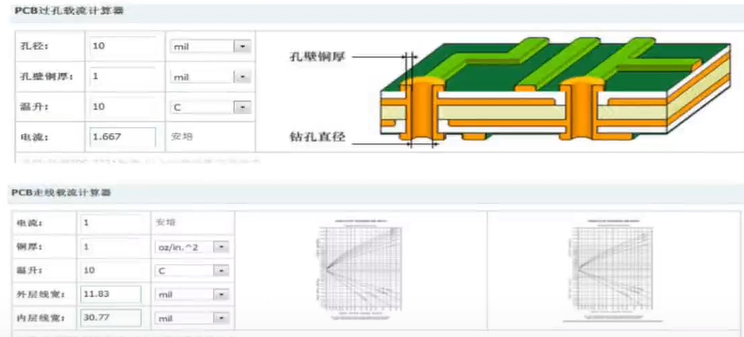 PCB过孔载流计算器
孔径： 10 mil
孔壁铜厚： 1 mil
温升： 10 C
电流： 1.667 安培
孔壁铜厚
钻孔直径
PCB走线载流计算器
电流： 1 安培
铜厚： 1 oz/in.^2
温升： 10 C
外层线宽： 11.83 mil
内层线宽： 30.77 mil